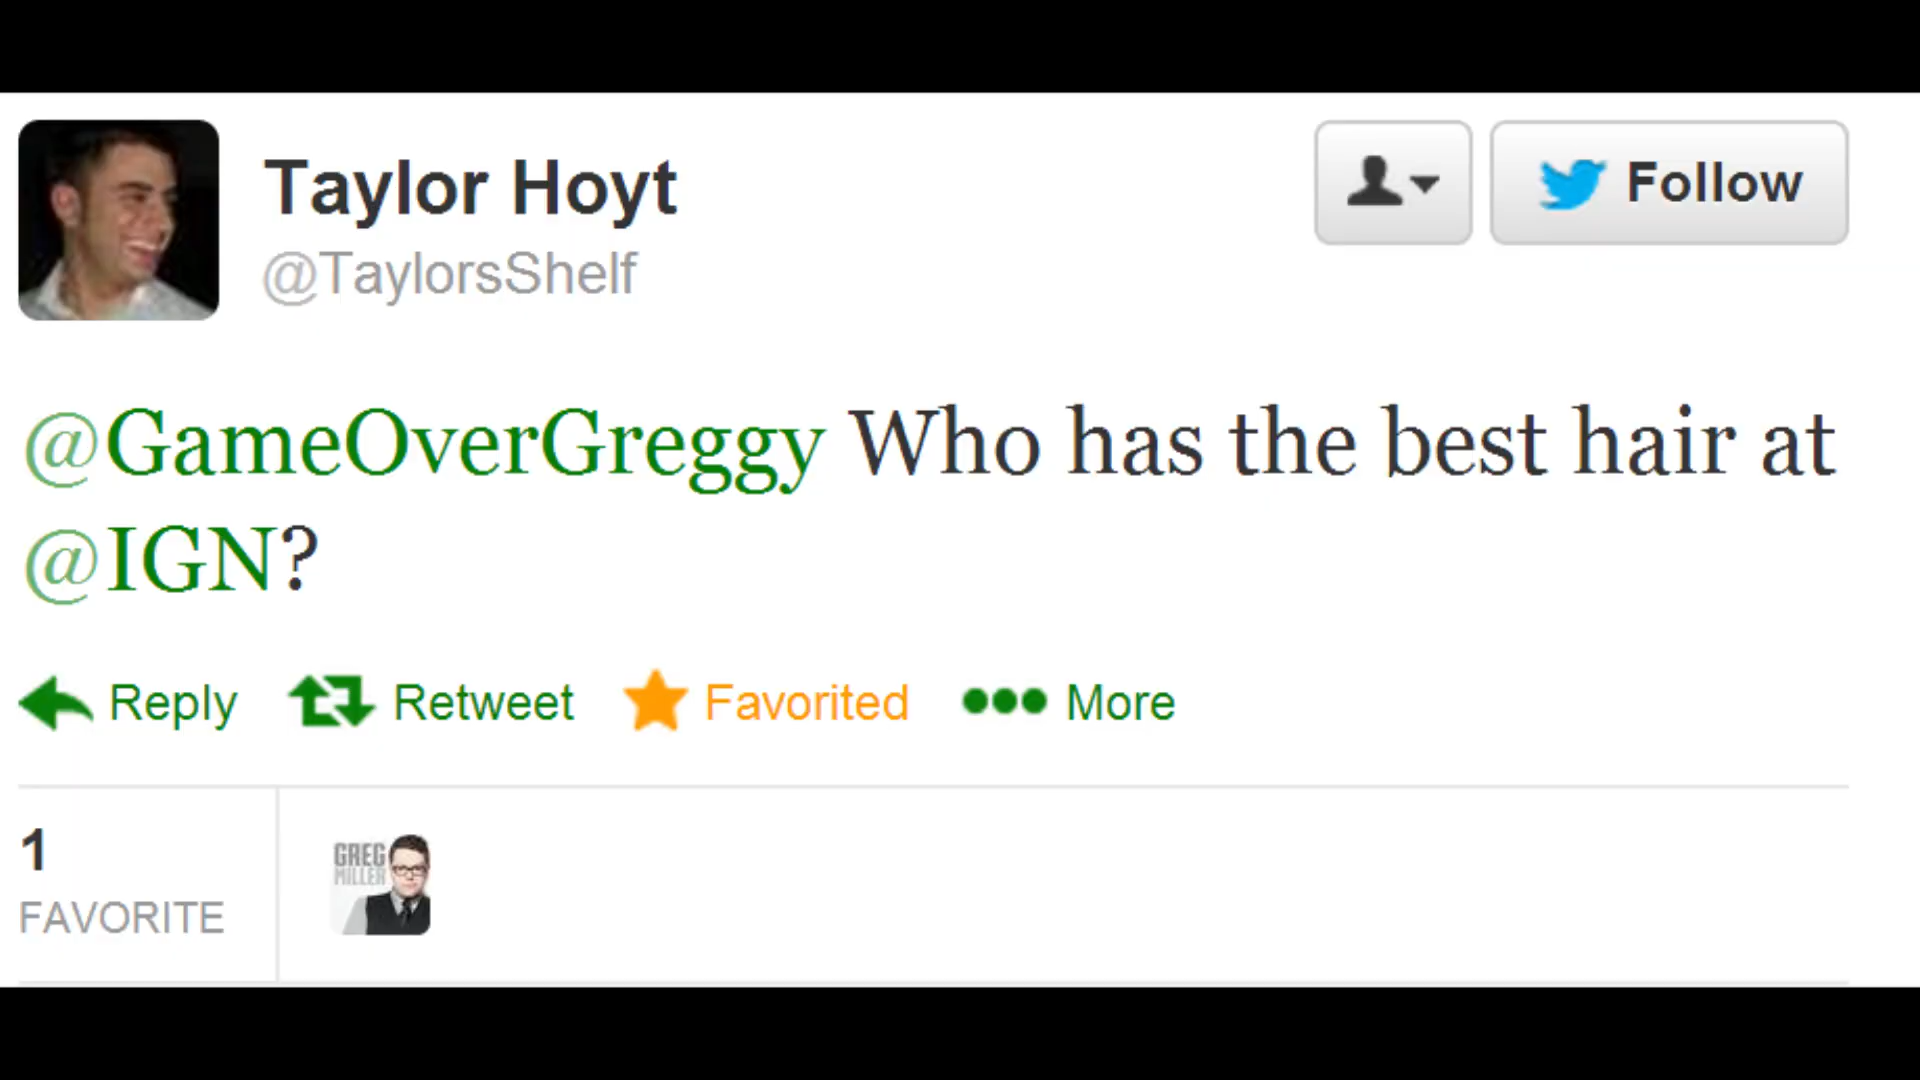 Taylor Hoyt
@TaylorsShelf
Follow
@GameOverGreggy Who has the best hair at
@IGN?
Reply Retweet Favorited More
1
FAVORITE
GREG
MILLER